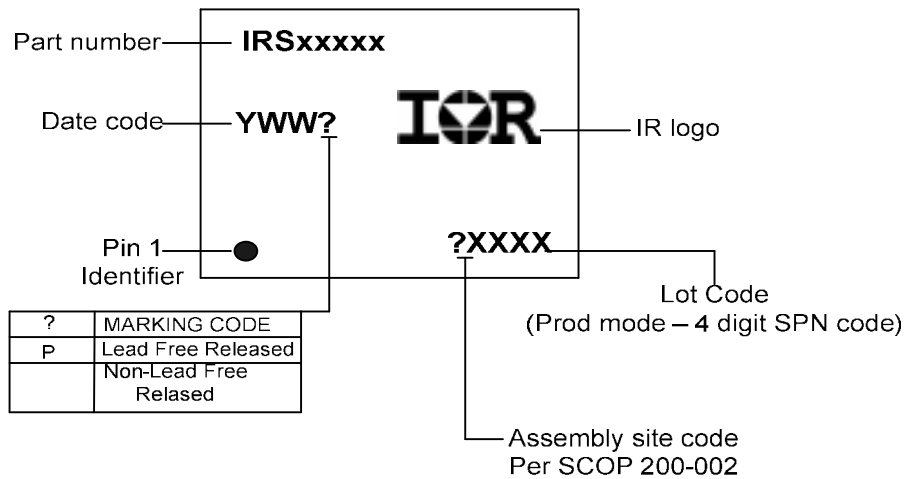 Part number
IRSxxxxx
Date code
YWW?
IOR
IR logo
Pin 1
Identifier
?XXXX
Lot Code
(Prod mode – 4 digit SPN code)
? MARKING CODE
P Lead Free Released
Non-Lead Free
Relased
Assembly site code
Per SCOP 200-002